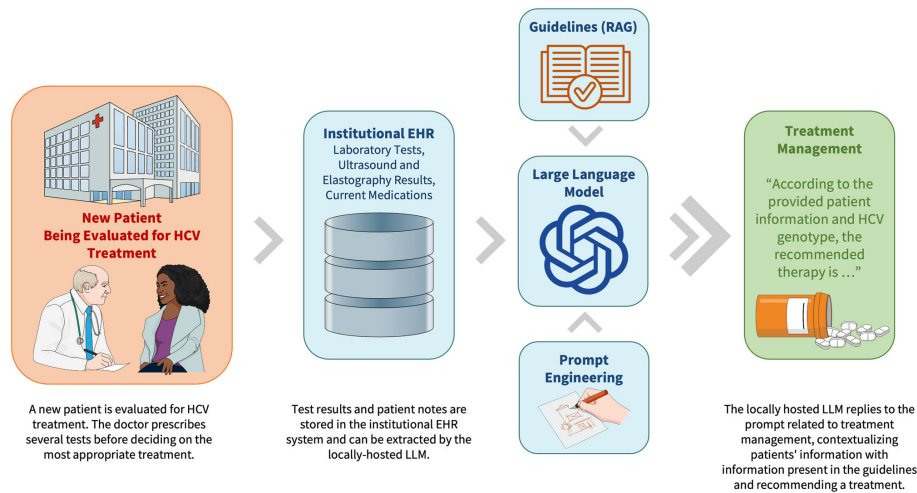 New Patient
Being Evaluated for HCV
Treatment
A new patient is evaluated for HCV
treatment. The doctor prescribes
several tests before deciding on the
most appropriate treatment.
Institutional EHR
Laboratory Tests,
Ultrasound and
Elastography Results,
Current Medications
Test results and patient notes are
stored in the institutional EHR
system and can be extracted by the
locally-hosted LLM.
Guidelines (RAG)
Large Language
Model
Prompt
Engineering
Treatment
Management
“According to the
provided patient
information and HCV
genotype, the
recommended
therapy is …”
The locally hosted LLM replies to the
prompt related to treatment
management, contextualizing
patients' information with
information present in the guidelines
and recommending a treatment.